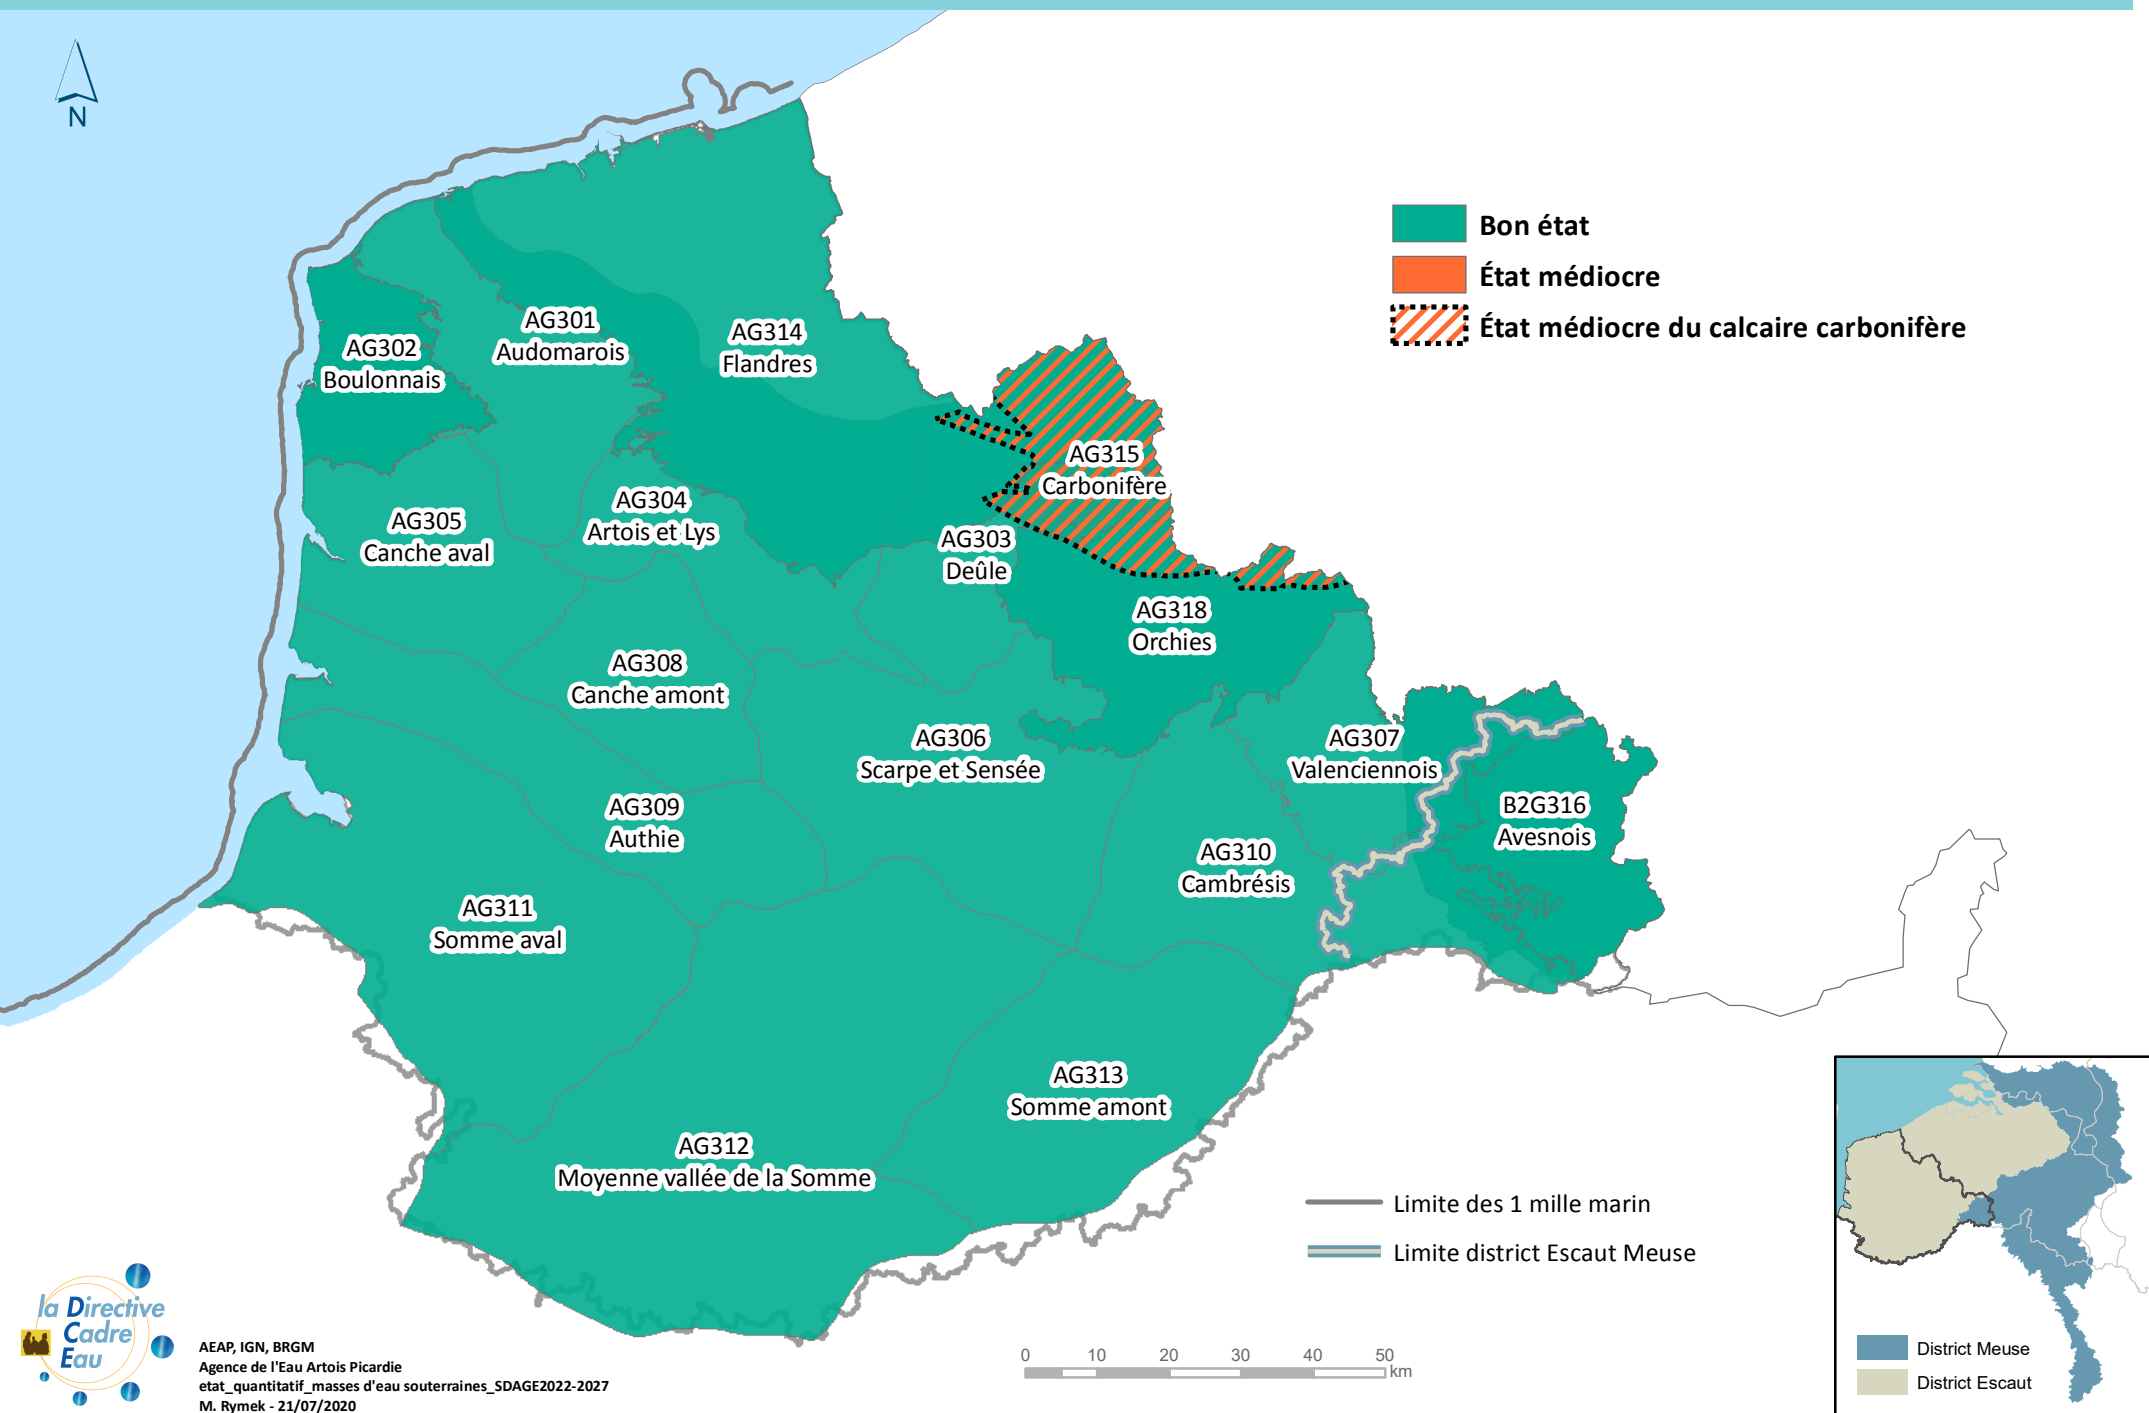 N
Bon état
État médiocre
État médiocre du calcaire carbonifère
AG302
Boulonnais
AG301
Audomarois
AG314
Flandres
AG315
Carbonifère
AG305
Canche aval
AG304
Artois et Lys
AG303
Deûle
AG318
Orchies
AG308
Canche amont
AG306
Scarpe et Sensée
AG307
Valenciennois
B2G316
Avesnois
AG309
Authie
AG310
Cambrésis
AG311
Somme aval
AG313
Somme amont
AG312
Moyenne vallée de la Somme
Limite des 1 mille marin
Limite district Escaut Meuse
0 10 20 30 40 50
km
District Meuse
District Escaut
la Directive
Cadre
Eau
AEAP, IGN, BRGM
Agence de l'Eau Artois Picardie
etat_quantitatif_masses d'eau souterraines_SDAGE2022-2027
M. Rymek - 21/07/2020